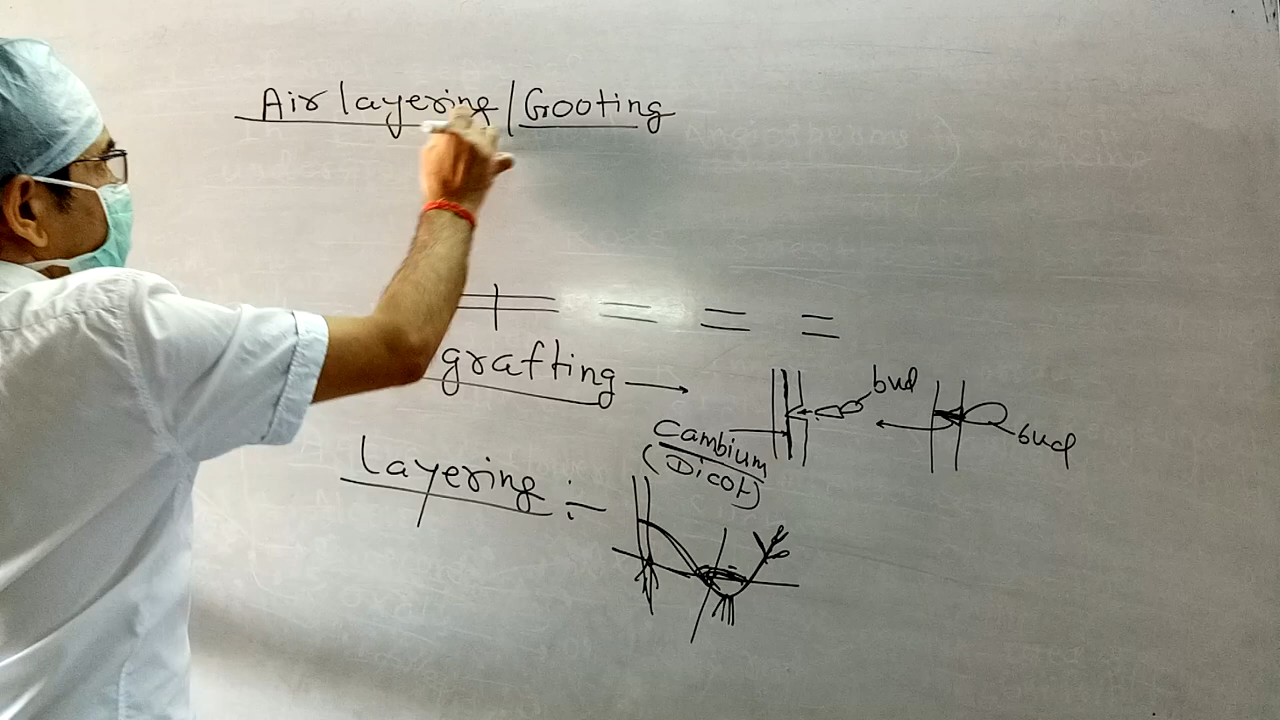 Air layering / Gooting
grafting →
bud
bud
Cambium
(Dicot)
Layering :-